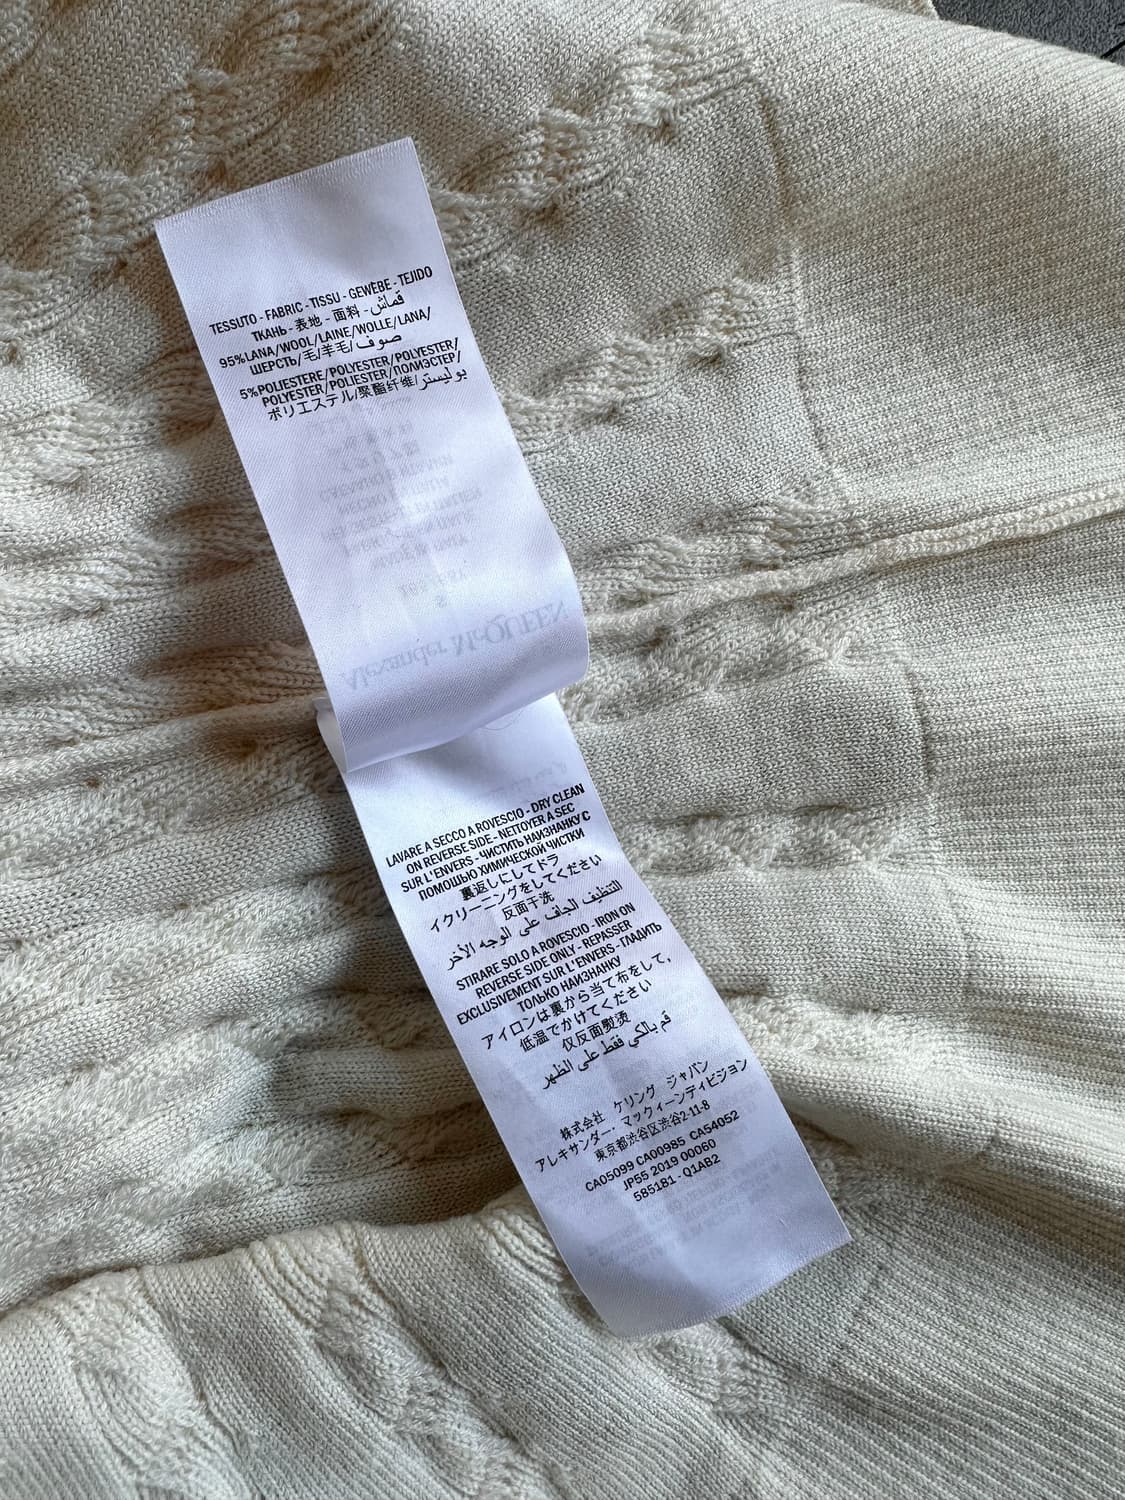 TESSUTO - FABRIC - TISSU - GEWÈBE - TEJIDO
ТКАНЬ - 表地 - 面料 - قماش
95%LANA/WOOL/LAINE/WOLLE/LANA/
ШЕРСТЬ/毛/羊毛/صوف
5%POLIESTERE/POLYESTER/POLYESTER/
POLYESTER/POLIESTER/ПОЛИЭСТЕР/
ポリエステル/聚酯纤维/بوليستر
Alexander McQUEEN
LAVARE A SECCO A ROVESCIO - DRY CLEAN
ON REVERSE SIDE - NETTOYER A SEC
SUR L'ENVERS - ЧИСТИТЬ НАИЗНАНКУ С
ПОМОШЬЮ ХИМИЧЕСКОЙ ЧИСТКИ
裏返しにしてドラ
イクリーニングをしてください
反面干洗
التنظيف الجاف على الوجه الآخر
STIRARE SOLO A ROVESCIO - IRON ON
REVERSE SIDE ONLY - REPASSER
EXCLUSIVEMENT SUR L'ENVERS - ГЛАДИТЬ
ТОЛЬКО НАИЗНАНКУ
アイロンは裏から当て布をして,
低温でかけてください
仅反面熨烫
قم بالكي فقط على الظهر
株式会社 ケリング ジャパン
アレキサンダー・マックィーンディビジョン
東京都渋谷区渋谷2-11-8
CA05099 CA00985 CA54052
JP55 2019 00060
585181 - Q1AB2